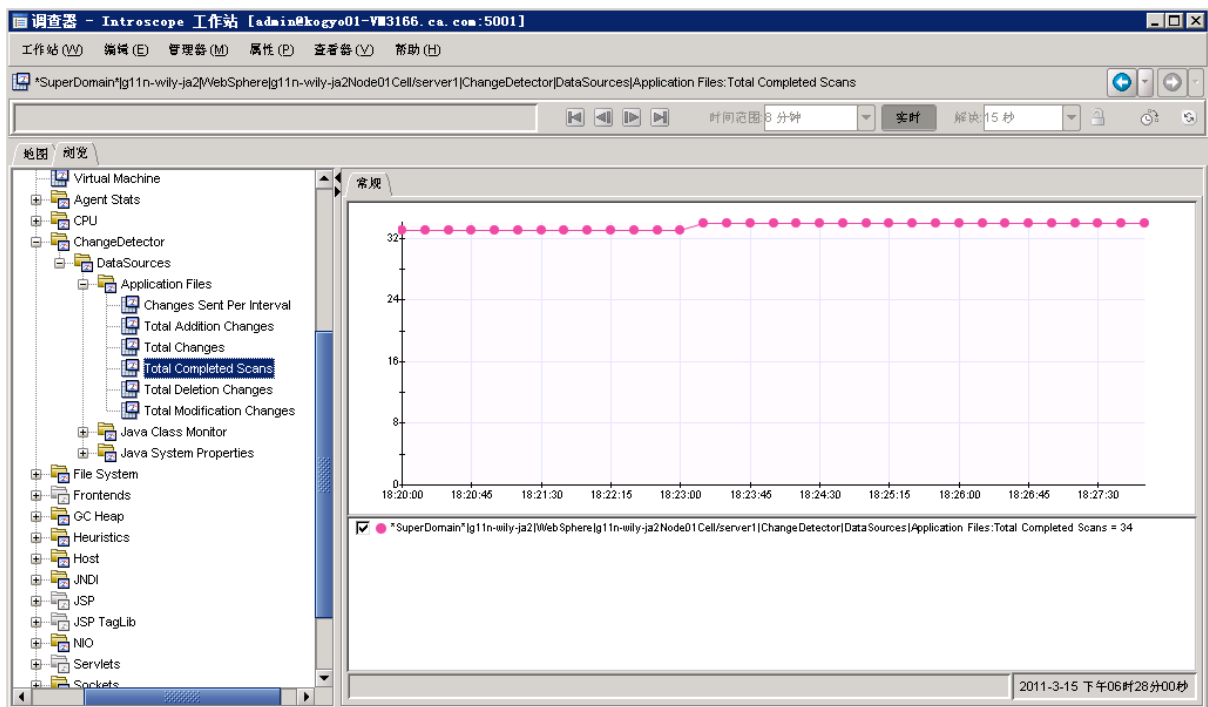 调查器 - Introscope 工作站 [admin@kogyo01-VM3166.ca.com:5001]
工作站(W) 编辑(E) 管理器(M) 属性(P) 查看器(V) 帮助(H)
*SuperDomain*|g11n-wily-ja2|WebSphere|g11n-wily-ja2Node01Cell/server1|ChangeDetector|DataSources|Application Files:Total Completed Scans
时间范围:8 分钟 实时 解读:15 秒
地图 浏览
Virtual Machine
Agent Stats
CPU
ChangeDetector
DataSources
Application Files
Changes Sent Per Interval
Total Addition Changes
Total Changes
Total Completed Scans
Total Deletion Changes
Total Modification Changes
Java Class Monitor
Java System Properties
File System
Frontends
GC Heap
Heuristics
Host
JNDI
JSP
JSP TagLib
NIO
Servlets
Sockets
常规
32
24
16
8
0
18:20:00 18:20:45 18:21:30 18:22:15 18:23:00 18:23:45 18:24:30 18:25:15 18:26:00 18:26:45 18:27:30
*SuperDomain*|g11n-wily-ja2|WebSphere|g11n-wily-ja2Node01Cell/server1|ChangeDetector|DataSources|Application Files:Total Completed Scans = 34
2011-3-15 下午06时28分00秒